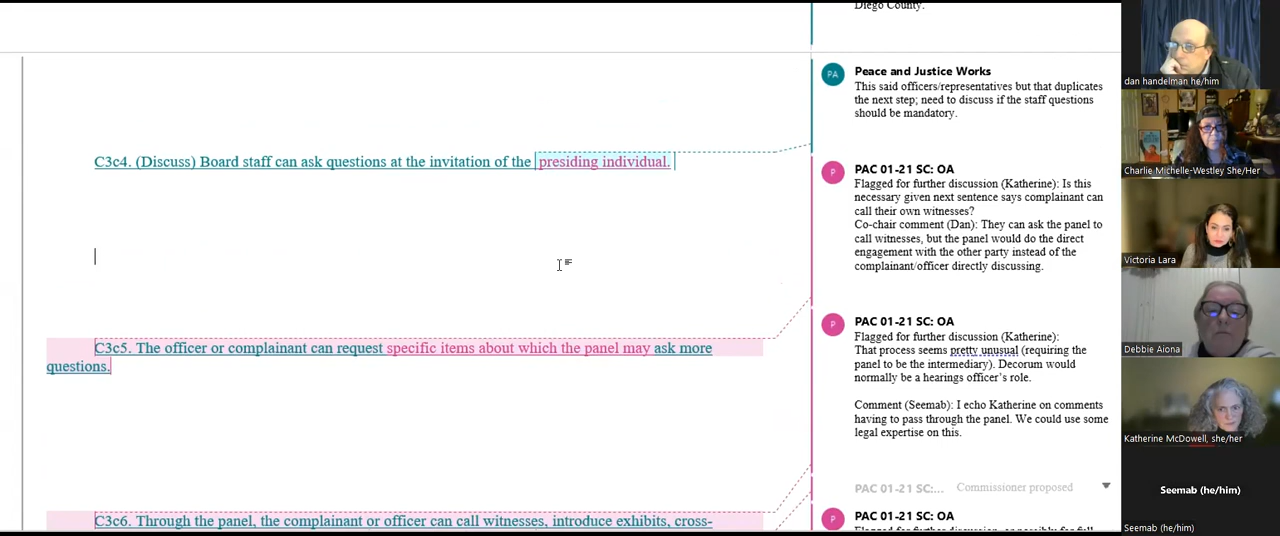 Diego County.
Peace and Justice Works
PA
This said officers/representatives but that duplicates
the next step; need to discuss if the staff questions
should be mandatory.
C3c4. (Discuss) Board staff can ask questions at the invitation of the presiding individual.
P
PAC 01-21 SC: OA
Flagged for further discussion (Katherine): Is this
necessary given next sentence says complainant can
call their own witnesses?
Co-chair comment (Dan): They can ask the panel to
call witnesses, but the panel would do the direct
engagement with the other party instead of the
complainant/officer directly discussing.
C3c5. The officer or complainant can request specific items about which the panel may ask more
questions.
P
PAC 01-21 SC: OA
Flagged for further discussion (Katherine):
That process seems pretty unusual (requiring the
panel to be the intermediary). Decorum would
normally be a hearings officer's role.
Comment (Seemab): I echo Katherine on comments
having to pass through the panel. We could use some
legal expertise on this.
PAC 01-21 SC:... Commissioner proposed
C3c6. Through the panel, the complainant or officer can call witnesses, introduce exhibits, cross-
P
PAC 01-21 SC: OA
dan handelman he/him
Charlie Michelle-Westley She/Her
Victoria Lara
Debbie Aiona
Katherine McDowell, she/her
Seemab (he/him)
Seemab (he/him)